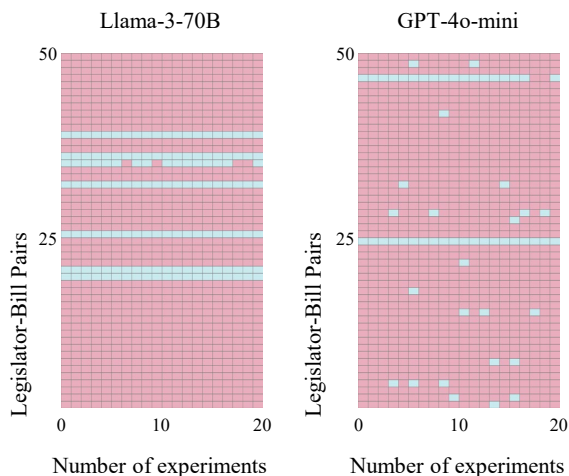 Llama-3-70B
GPT-4o-mini
50
50
25
25
Legislator-Bill Pairs
Legislator-Bill Pairs
0 10 20
0 10 20
Number of experiments
Number of experiments